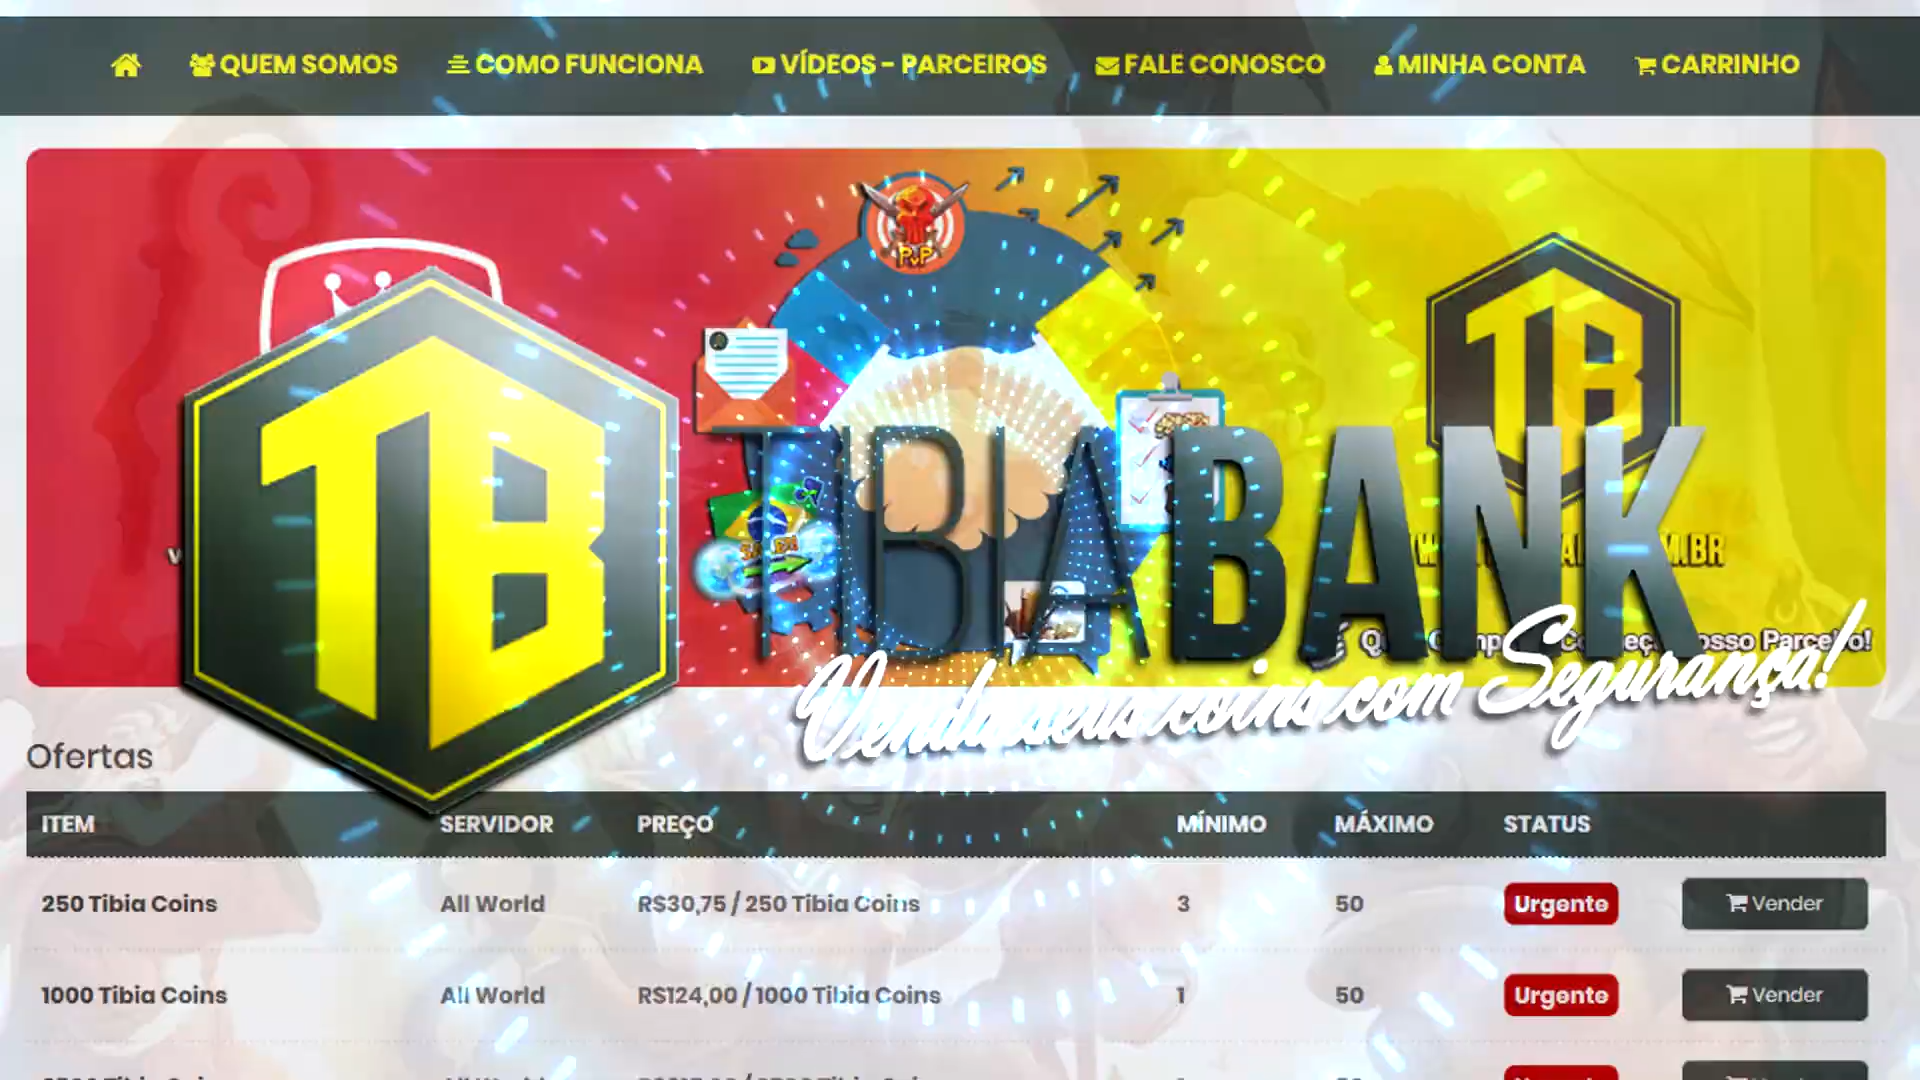 QUEM SOMOS
COMO FUNCIONA
VÍDEOS - PARCEIROS
FALE CONOSCO
MINHA CONTA
CARRINHO
PvP
TB
TB
TIBIABANK
Venda seus coins com Segurança!
Ofertas
ITEM SERVIDOR PREÇO MÍNIMO MÁXIMO STATUS
250 Tibia Coins All World R$30,75 / 250 Tibia Coins 3 50 Urgente Vender
1000 Tibia Coins All World R$124,00 / 1000 Tibia Coins 1 50 Urgente Vender